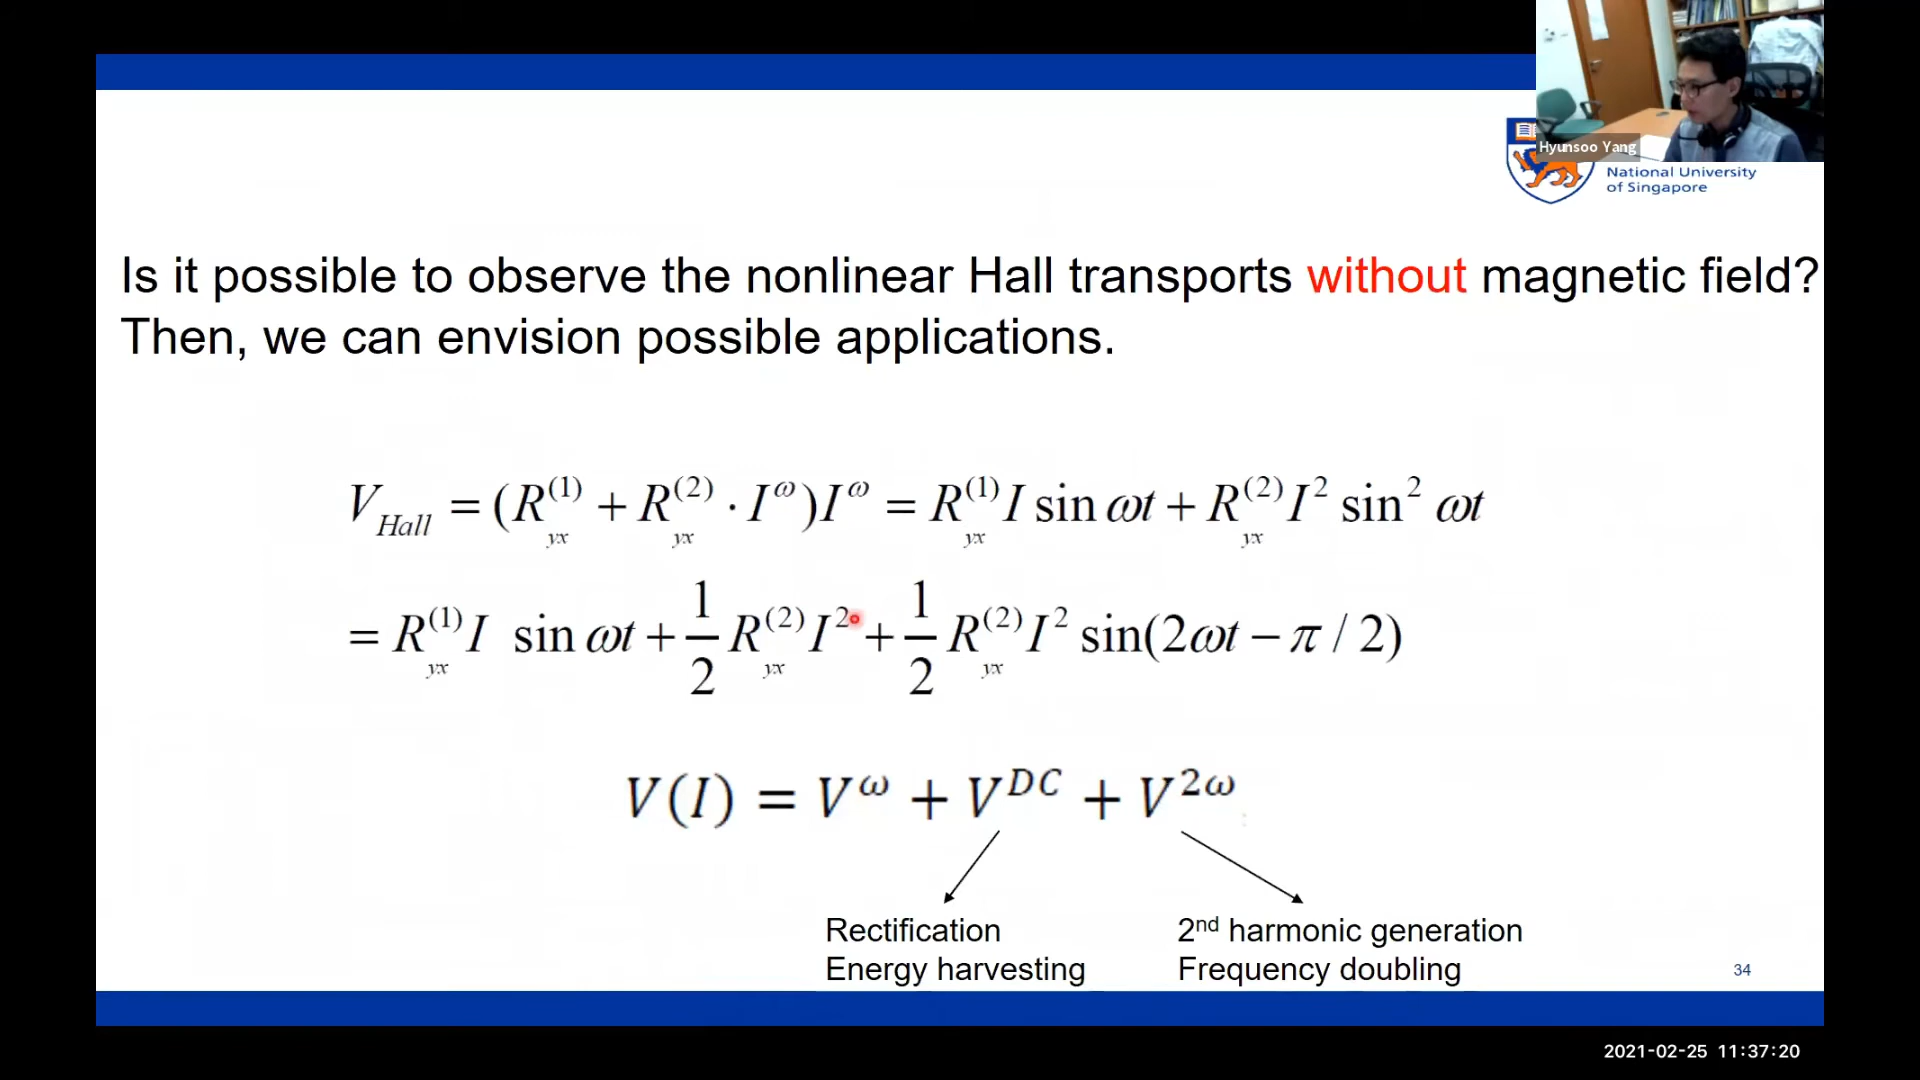 Hyunsoo Yang
National University
of Singapore
Is it possible to observe the nonlinear Hall transports without magnetic field?
Then, we can envision possible applications.
V_Hall = (R_yx^(1) + R_yx^(2) · I^ω)I^ω = R_yx^(1) I sin ωt + R_yx^(2) I^2 sin^2 ωt
= R_yx^(1) I sin ωt + 1/2 R_yx^(2) I^2 + 1/2 R_yx^(2) I^2 sin(2ωt − π / 2)
V(I) = V^ω + V^DC + V^2ω
Rectification
Energy harvesting
2nd harmonic generation
Frequency doubling
34
2021-02-25 11:37:20